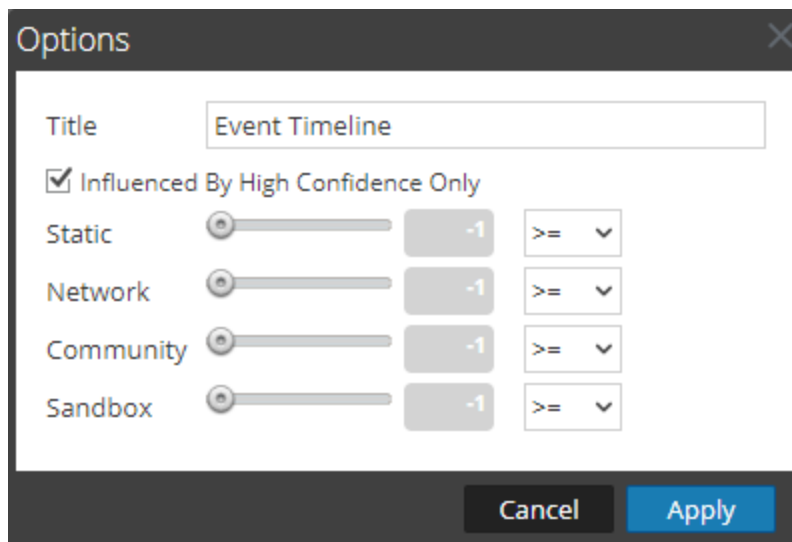 Options
Title Event Timeline
Influenced By High Confidence Only
Static -1 >=
Network -1 >=
Community -1 >=
Sandbox -1 >=
Cancel Apply